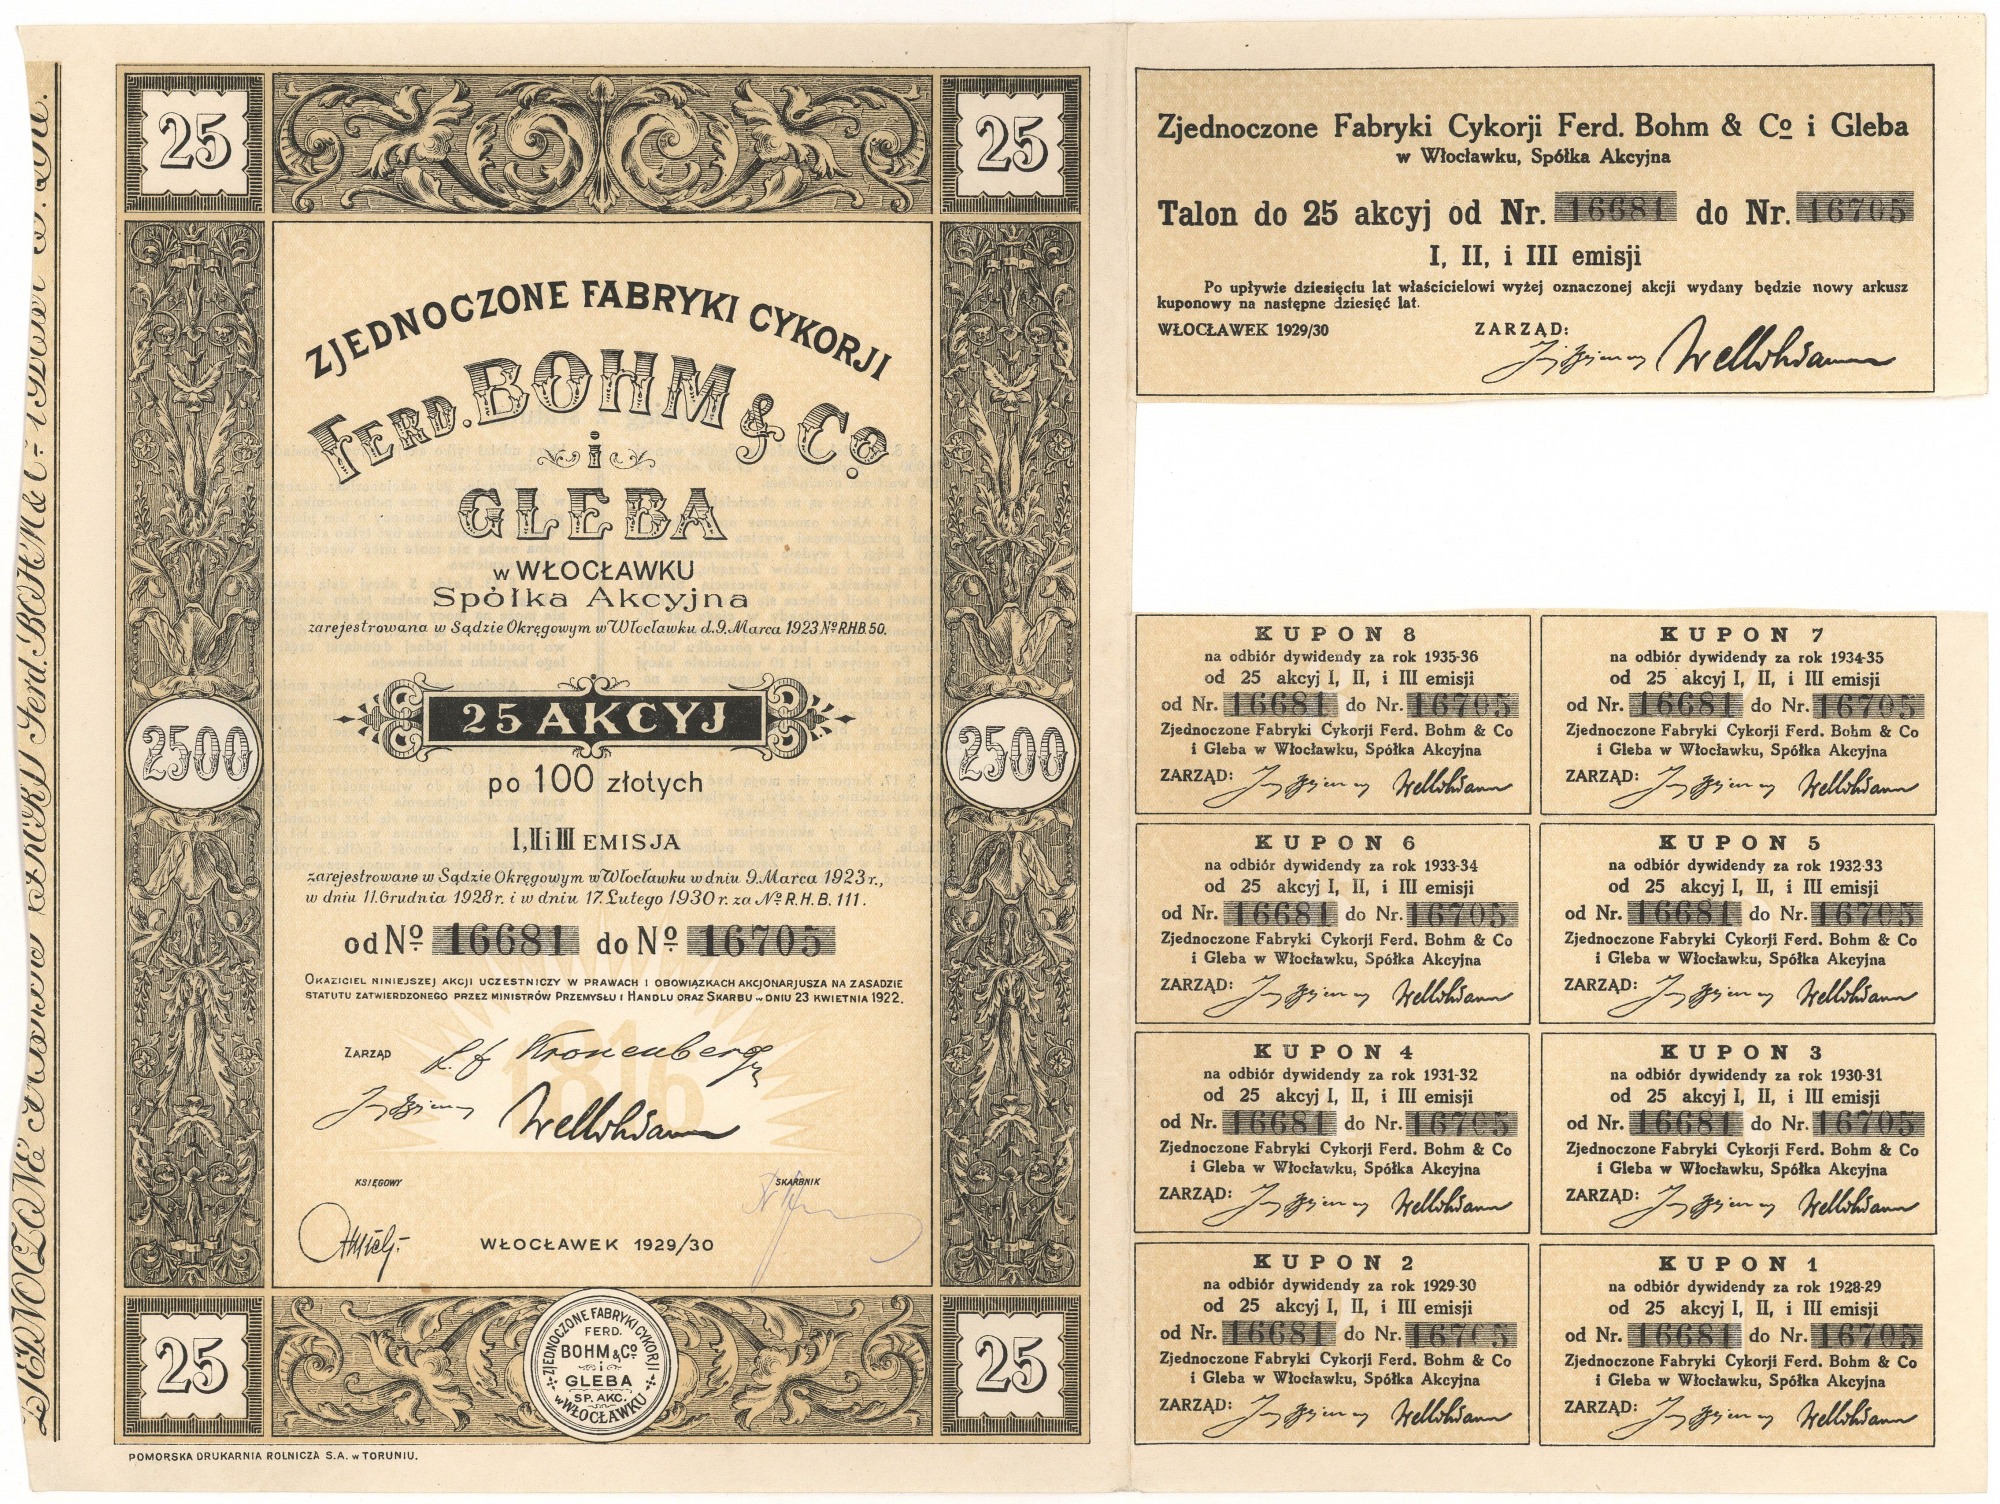 25
25
ZJEDNOCZONE FABRYKI CYKORJI
FERD. BOHM & Co
i
GLEBA
w WŁOCŁAWKU
Spółka Akcyjna
zarejestrowana w Sądzie Okręgowym w Włocławku d. 9. Marca 1923 No R.H.B. 50.
25 AKCYJ
2500
2500
po 100 złotych
I, II i III EMISJA
zarejestrowane w Sądzie Okręgowym w Włocławku w dniu 9. Marca 1923 r.,
w dniu 11. Grudnia 1928 r. i w dniu 17. Lutego 1930 r. za No R. H. B. 111.
od No 16681 do No 16705
OKAZICIEL NINIEJSZEJ AKCJI UCZESTNICZY W PRAWACH I OBOWIĄZKACH AKCJONARJUSZA NA ZASADZIE
STATUTU ZATWIERDZONEGO PRZEZ MINISTRÓW PRZEMYSŁU I HANDLU ORAZ SKARBU w DNIU 23 KWIETNIA 1922.
1816
ZARZĄD
Kronenberg
KSIĘGOWY
SKARBNIK
WŁOCŁAWEK 1929/30
25
25
ZJEDNOCZONE FABRYKI CYKORJI
FERD.
BOHM & Co
i
GLEBA
SP. AKC.
w WŁOCŁAWKU
POMORSKA DRUKARNIA ROLNICZA S.A. w TORUNIU.
Zjednoczone Fabryki Cykorji Ferd. Bohm & Co i Gleba
w Włocławku, Spółka Akcyjna
Talon do 25 akcyj od Nr. 16681 do Nr. 16705
I, II, i III emisji
Po upływie dziesięciu lat właścicielowi wyżej oznaczonej akcji wydany będzie nowy arkusz
kuponowy na następne dziesięć lat.
WŁOCŁAWEK 1929/30 ZARZĄD:
KUPON 8
na odbiór dywidendy za rok 1935-36
od 25 akcyj I, II, i III emisji
od Nr. 16681 do Nr. 16705
Zjednoczone Fabryki Cykorji Ferd. Bohm & Co
i Gleba w Włocławku, Spółka Akcyjna
ZARZĄD:
KUPON 7
na odbiór dywidendy za rok 1934-35
od 25 akcyj I, II, i III emisji
od Nr. 16681 do Nr. 16705
Zjednoczone Fabryki Cykorji Ferd. Bohm & Co
i Gleba w Włocławku, Spółka Akcyjna
ZARZĄD:
KUPON 6
na odbiór dywidendy za rok 1933-34
od 25 akcyj I, II, i III emisji
od Nr. 16681 do Nr. 16705
Zjednoczone Fabryki Cykorji Ferd. Bohm & Co
i Gleba w Włocławku, Spółka Akcyjna
ZARZĄD:
KUPON 5
na odbiór dywidendy za rok 1932-33
od 25 akcyj I, II, i III emisji
od Nr. 16681 do Nr. 16705
Zjednoczone Fabryki Cykorji Ferd. Bohm & Co
i Gleba w Włocławku, Spółka Akcyjna
ZARZĄD:
KUPON 4
na odbiór dywidendy za rok 1931-32
od 25 akcyj I, II, i III emisji
od Nr. 16681 do Nr. 16705
Zjednoczone Fabryki Cykorji Ferd. Bohm & Co
i Gleba w Włocławku, Spółka Akcyjna
ZARZĄD:
KUPON 3
na odbiór dywidendy za rok 1930-31
od 25 akcyj I, II, i III emisji
od Nr. 16681 do Nr. 16705
Zjednoczone Fabryki Cykorji Ferd. Bohm & Co
i Gleba w Włocławku, Spółka Akcyjna
ZARZĄD:
KUPON 2
na odbiór dywidendy za rok 1929-30
od 25 akcyj I, II, i III emisji
od Nr. 16681 do Nr. 16705
Zjednoczone Fabryki Cykorji Ferd. Bohm & Co
i Gleba w Włocławku, Spółka Akcyjna
ZARZĄD:
KUPON 1
na odbiór dywidendy za rok 1928-29
od 25 akcyj I, II, i III emisji
od Nr. 16681 do Nr. 16705
Zjednoczone Fabryki Cykorji Ferd. Bohm & Co
i Gleba w Włocławku, Spółka Akcyjna
ZARZĄD: